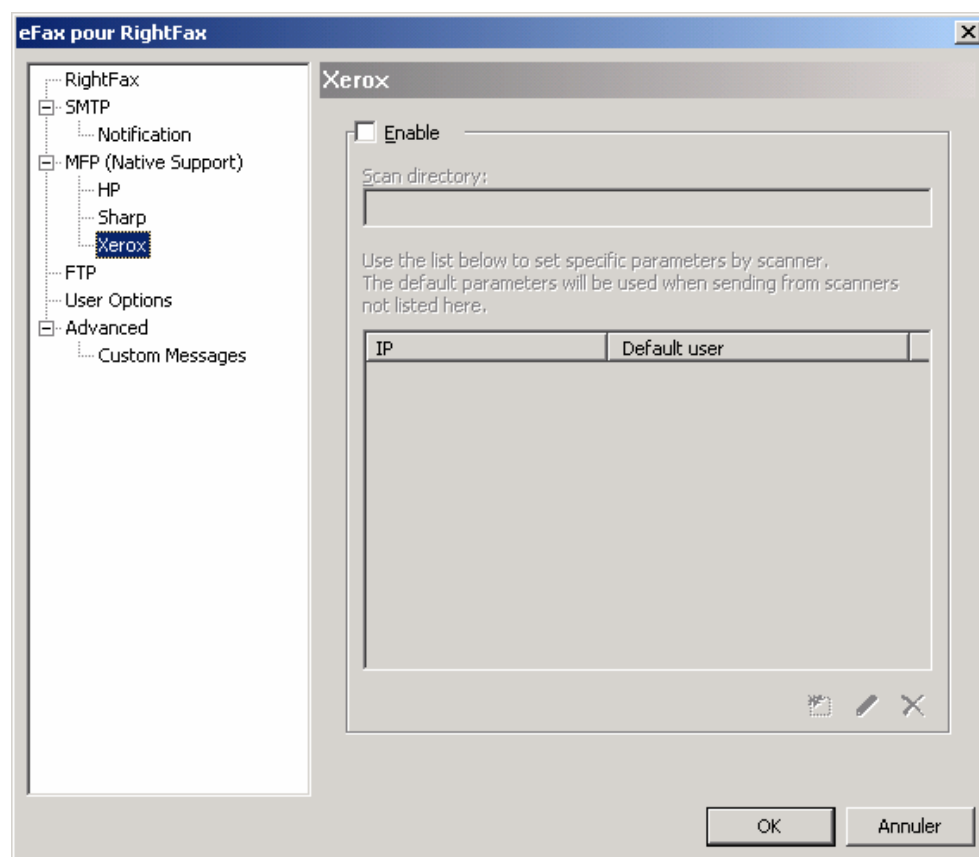 eFax pour RightFax
RightFax
SMTP
Notification
MFP (Native Support)
HP
Sharp
Xerox
FTP
User Options
Advanced
Custom Messages
Xerox
Enable
Scan directory:
Use the list below to set specific parameters by scanner.
The default parameters will be used when sending from scanners
not listed here.
IP Default user
OK Annuler